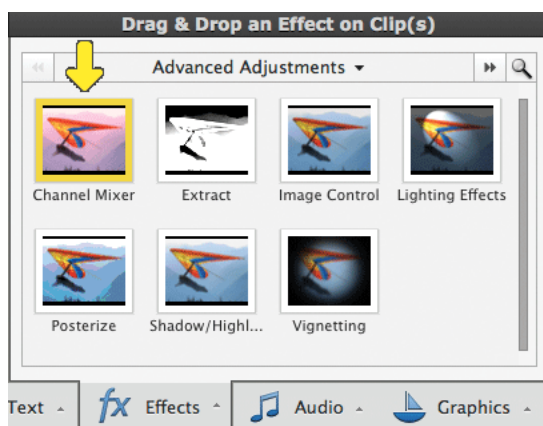 Drag & Drop an Effect on Clip(s)
Advanced Adjustments
Channel Mixer Extract Image Control Lighting Effects
Posterize Shadow/Highl... Vignetting
Text fx Effects Audio Graphics